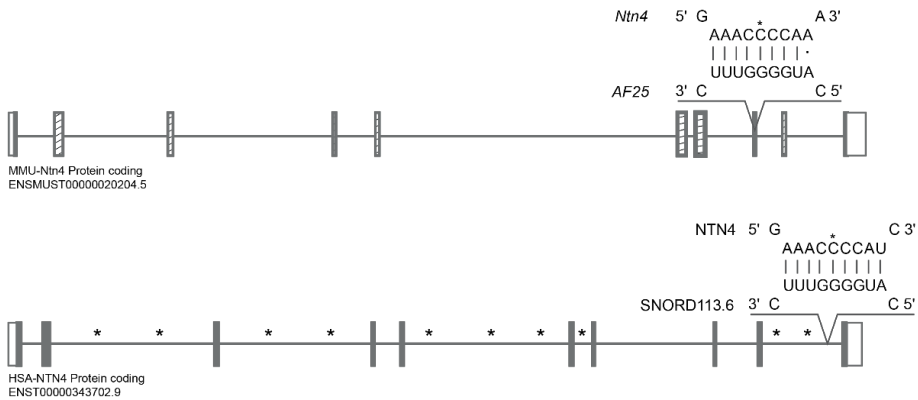 Ntn4 5' G A 3'
*
AAACCCCAA
| | | | | | | | ·
UUUGGGGUA
AF25 3' C C 5'
MMU-Ntn4 Protein coding
ENSMUST00000020204.5
NTN4 5' G C 3'
*
AAACCCCAU
| | | | | | | | |
UUUGGGGUA
SNORD113.6 3' C C 5'
* * * * * * * * * *
HSA-NTN4 Protein coding
ENST00000343702.9